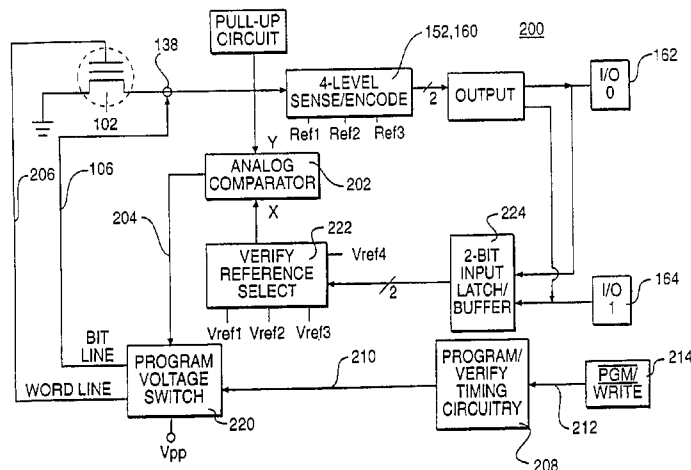 PULL-UP
CIRCUIT
138
152,160
200
162
4-LEVEL
SENSE/ENCODE
2
OUTPUT
I/O
0
102
Ref1 Ref2 Ref3
Y
206
106
ANALOG
COMPARATOR
202
204
X
222
224
VERIFY
REFERENCE
SELECT
Vref4
2
2-BIT
INPUT
LATCH/
BUFFER
I/O
1
164
Vref1 Vref2 Vref3
BIT
LINE
WORD LINE
PROGRAM
VOLTAGE
SWITCH
210
PROGRAM/
VERIFY
TIMING
CIRCUITRY
PGM/
WRITE
214
212
220
Vpp
208